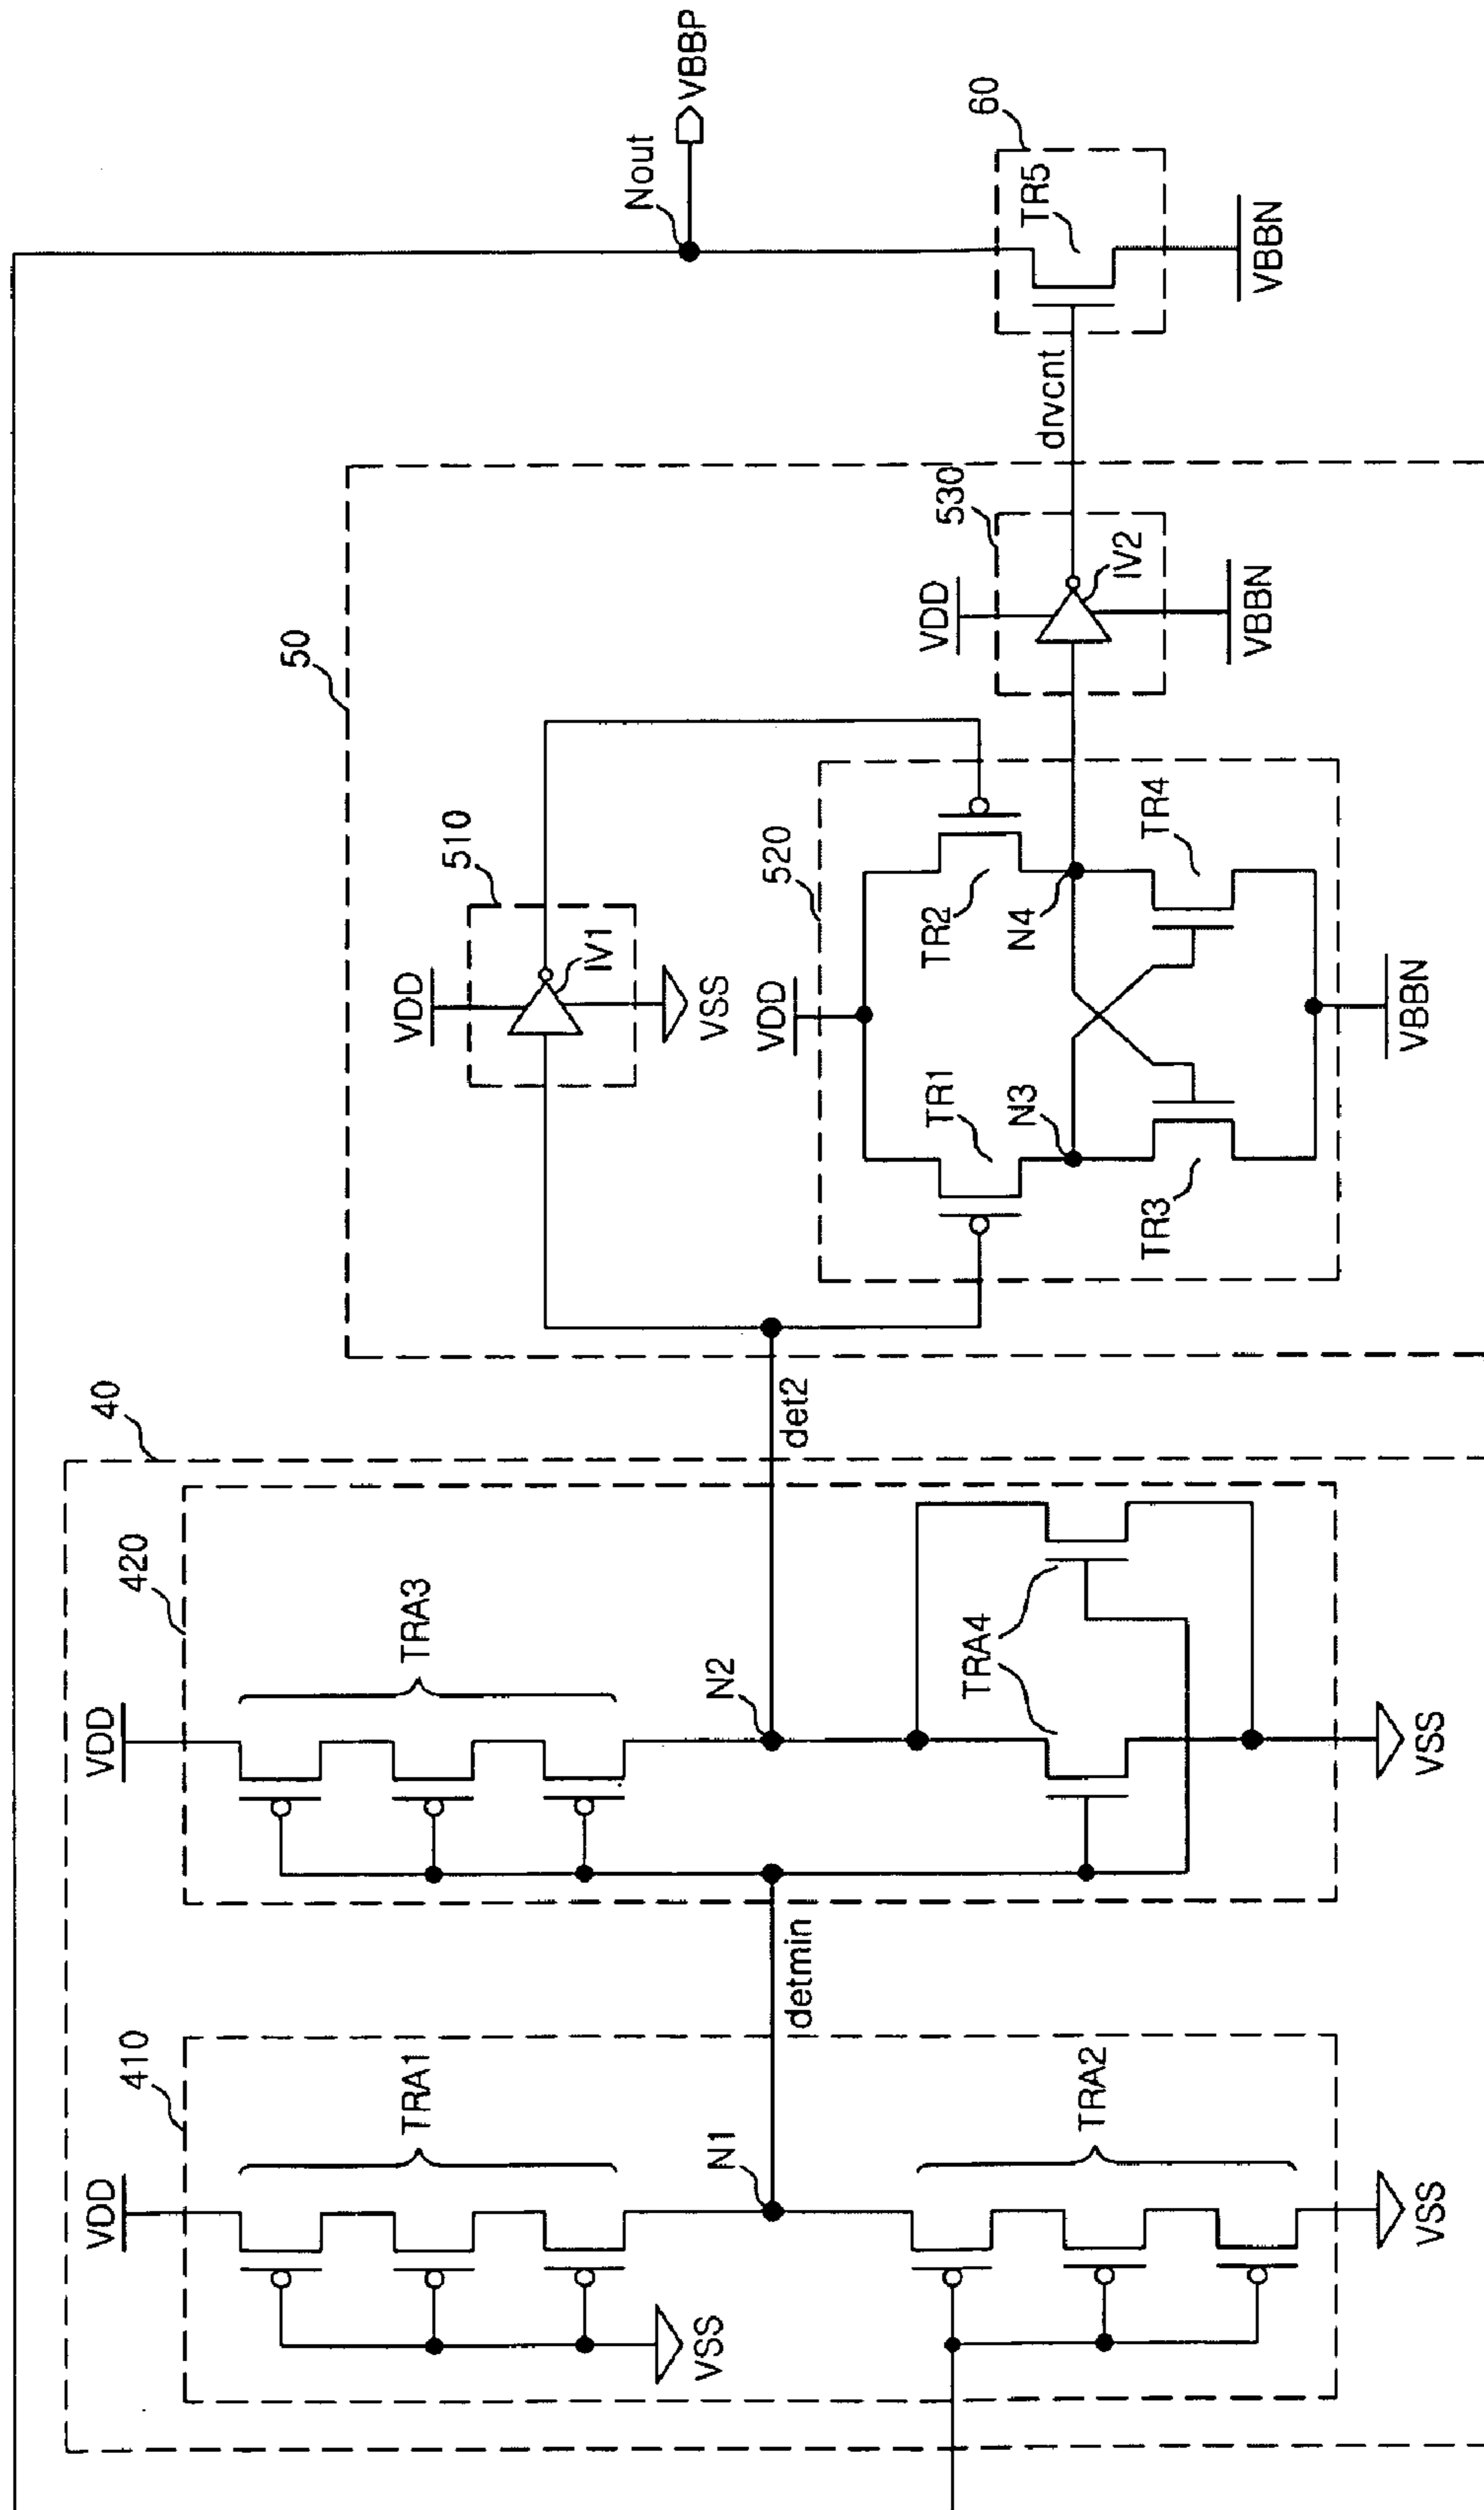 40
410
VDD
TRA1
VSS
N1
TRA2
VSS
detmin
420
VDD
TRA3
N2
TRA4
VSS
det2
50
510
VDD
IV1
VSS
520
VDD
TR1
TR2
N3
N4
TR3
TR4
VBBN
530
VDD
IV2
VBBN
drvcnt
60
TR5
VBBN
Nout
VBBP